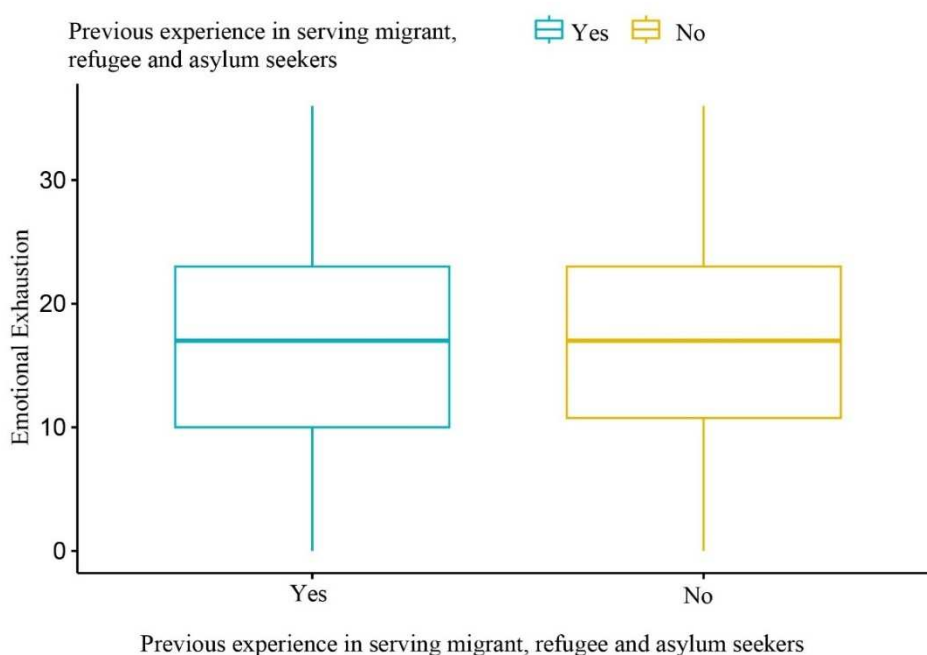 Previous experience in serving migrant,
refugee and asylum seekers
Yes
No
Emotional Exhaustion
30
20
10
0
Yes
No
Previous experience in serving migrant, refugee and asylum seekers